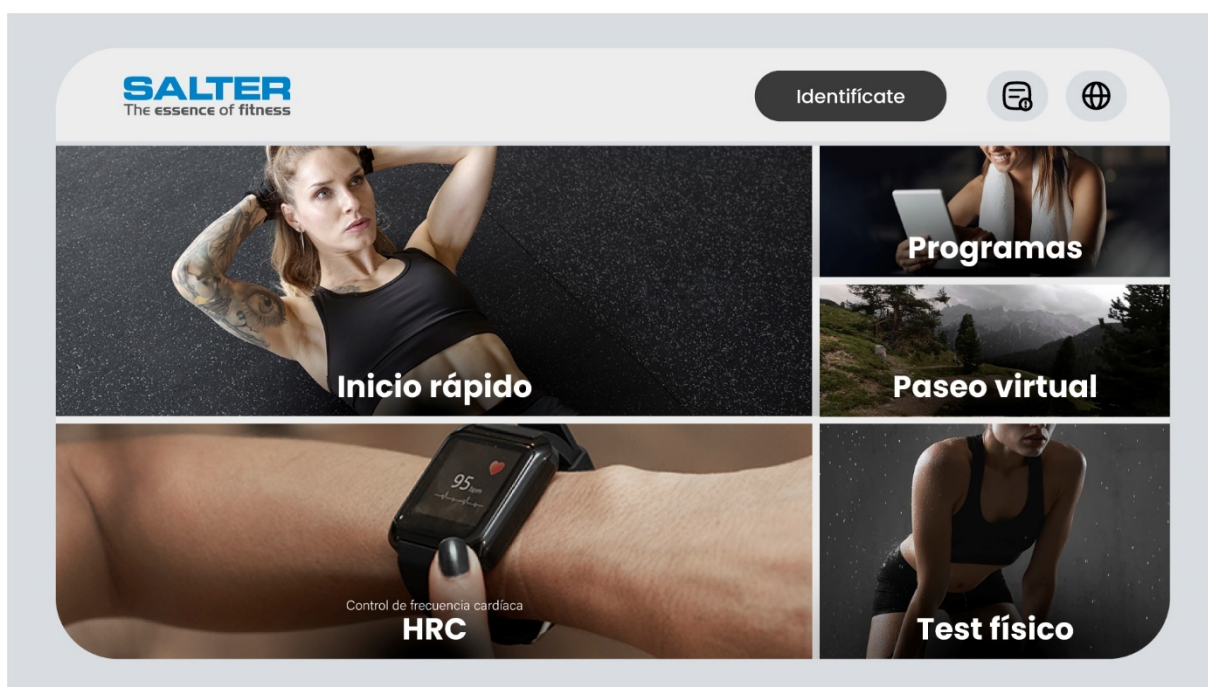 SALTER
The essence of fitness
Identifícate
Programas
Inicio rápido
Paseo virtual
95 bpm
Control de frecuencia cardíaca
HRC
Test físico